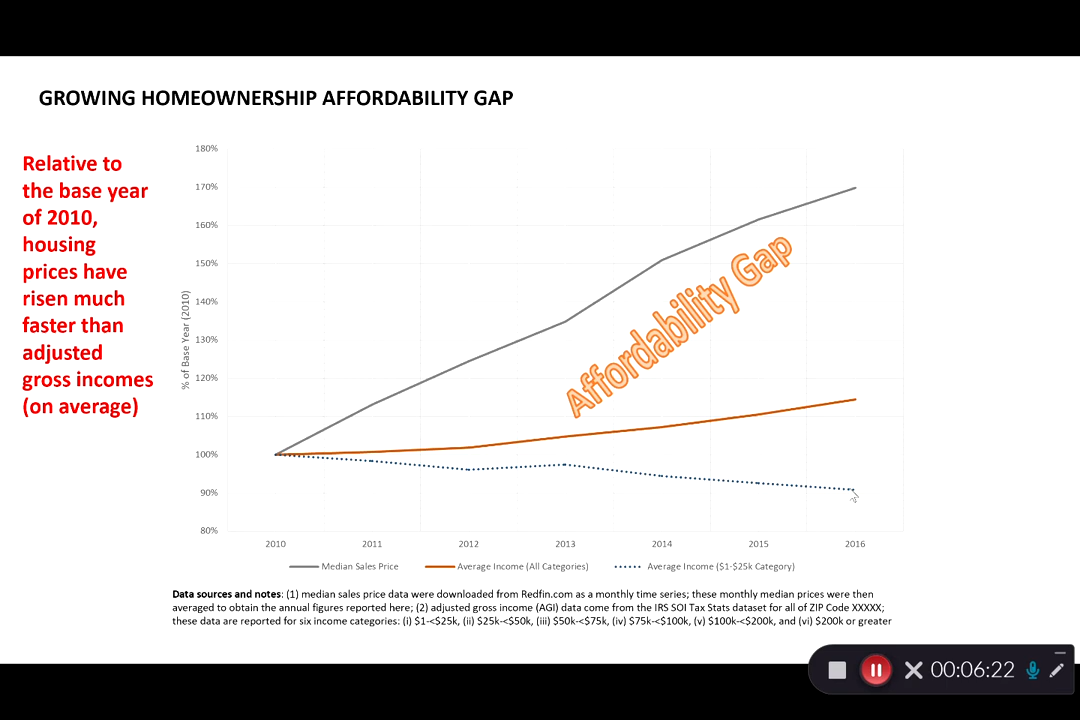 GROWING HOMEOWNERSHIP AFFORDABILITY GAP
Relative to
the base year
of 2010,
housing
prices have
risen much
faster than
adjusted
gross incomes
(on average)
% of Base Year (2010)
180%
170%
160%
150%
140%
130%
120%
110%
100%
90%
80%
Affordability Gap
2010 2011 2012 2013 2014 2015 2016
Median Sales Price Average Income (All Categories) Average Income ($1-$25k Category)
Data sources and notes: (1) median sales price data were downloaded from Redfin.com as a monthly time series; these monthly median prices were then
averaged to obtain the annual figures reported here; (2) adjusted gross income (AGI) data come from the IRS SOI Tax Stats dataset for all of ZIP Code XXXXX;
these data are reported for six income categories: (i) $1-<$25k, (ii) $25k-<$50k, (iii) $50k-<$75k, (iv) $75k-<$100k, (v) $100k-<$200k, and (vi) $200k or greater
00:06:22